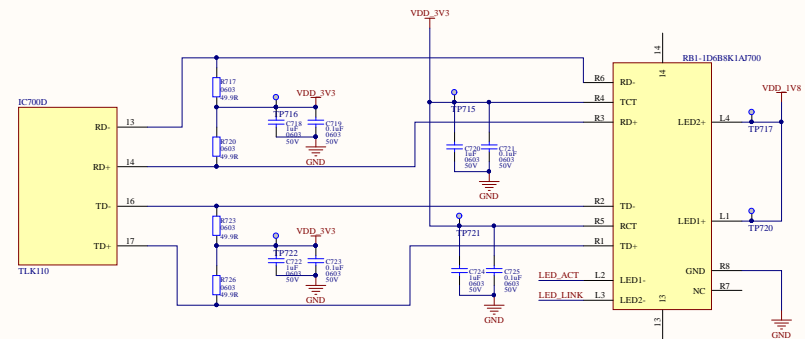 VDD_3V3
RB1-1D6B8K1AJ700
14
14
IC700D
R717
0603
49.9R
VDD_3V3
R6
RD-
VDD_1V8
TP716
TP715
R4
TCT
13
RD-
C718
1uF
0603
50V
C719
0.1uF
0603
50V
R3
RD+
LED2+
L4
TP717
R720
0603
49.9R
C720
1uF
0603
50V
C721
0.1uF
0603
50V
GND
RD+
14
GND
TD-
16
R2
TD-
R723
0603
49.9R
VDD_3V3
TP721
R5
RCT
LED1+
L1
TP720
TD+
17
TP722
R1
TD+
C722
1uF
0603
50V
C723
0.1uF
0603
50V
TLK110
C724
1uF
0603
50V
C725
0.1uF
0603
50V
GND
R8
R726
0603
49.9R
LED_ACT
L2
LED1-
NC
R7
LED_LINK
L3
LED2-
13
GND
GND
13
GND